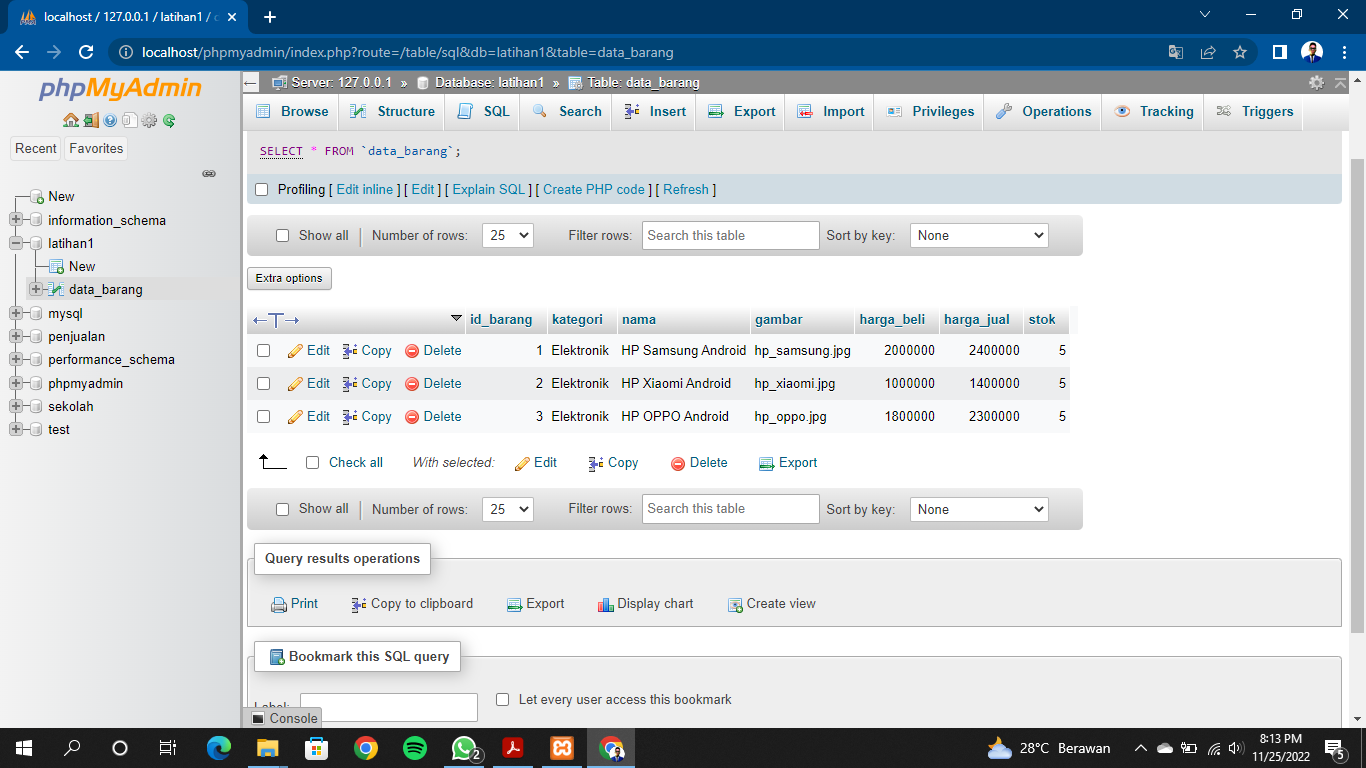 localhost / 127.0.0.1 / latihan1 /
localhost/phpmyadmin/index.php?route=/table/sql&db=latihan1&table=data_barang
phpMyAdmin
Recent Favorites
New
information_schema
latihan1
New
data_barang
mysql
penjualan
performance_schema
phpmyadmin
sekolah
test
Server: 127.0.0.1 » Database: latihan1 » Table: data_barang
Browse Structure SQL Search Insert Export Import Privileges Operations Tracking Triggers
SELECT * FROM `data_barang`;
Profiling [ Edit inline ] [ Edit ] [ Explain SQL ] [ Create PHP code ] [ Refresh ]
Show all Number of rows: 25 Filter rows: Search this table Sort by key: None
Extra options
←T→ id_barang kategori nama gambar harga_beli harga_jual stok
Edit Copy Delete 1 Elektronik HP Samsung Android hp_samsung.jpg 2000000 2400000 5
Edit Copy Delete 2 Elektronik HP Xiaomi Android hp_xiaomi.jpg 1000000 1400000 5
Edit Copy Delete 3 Elektronik HP OPPO Android hp_oppo.jpg 1800000 2300000 5
Check all With selected: Edit Copy Delete Export
Show all Number of rows: 25 Filter rows: Search this table Sort by key: None
Query results operations
Print Copy to clipboard Export Display chart Create view
Bookmark this SQL query
Label: Let every user access this bookmark
Console
2 28°C Berawan 8:13 PM
11/25/2022 5